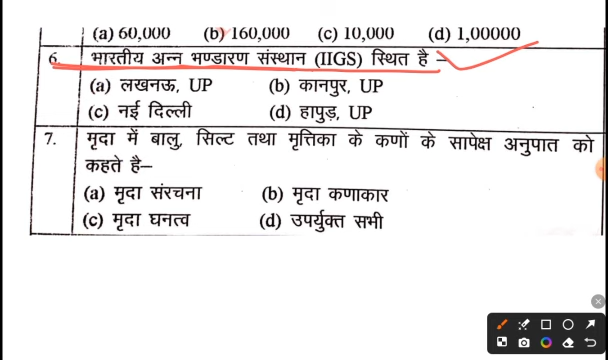 (a) 60,000 (b) 160,000 (c) 10,000 (d) 1,00000
6. भारतीय अन्न भण्डारण संस्थान (IIGS) स्थित है –
(a) लखनऊ, UP (b) कानपुर, UP
(c) नई दिल्ली (d) हापुड़, UP
7. मृदा में बालु, सिल्ट तथा मृत्तिका के कणों के सापेक्ष अनुपात को
कहते है–
(a) मृदा संरचना (b) मृदा कणाकार
(c) मृदा घनत्व (d) उपर्युक्त सभी